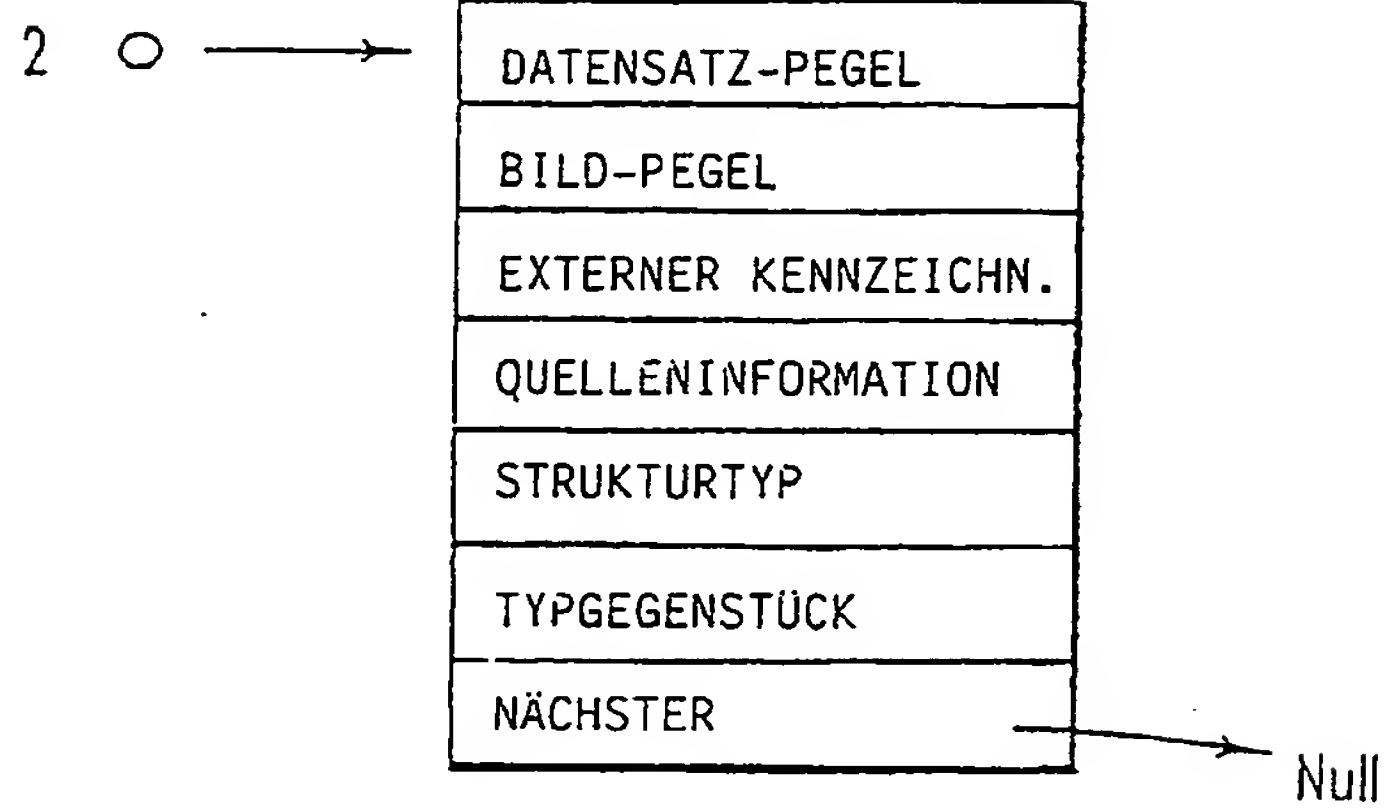 2 O DATENSATZ-PEGEL
BILD-PEGEL
EXTERNER KENNZEICHN.
QUELLENINFORMATION
STRUKTURTYP
TYPGEGENSTÜCK
NÄCHSTER
Null